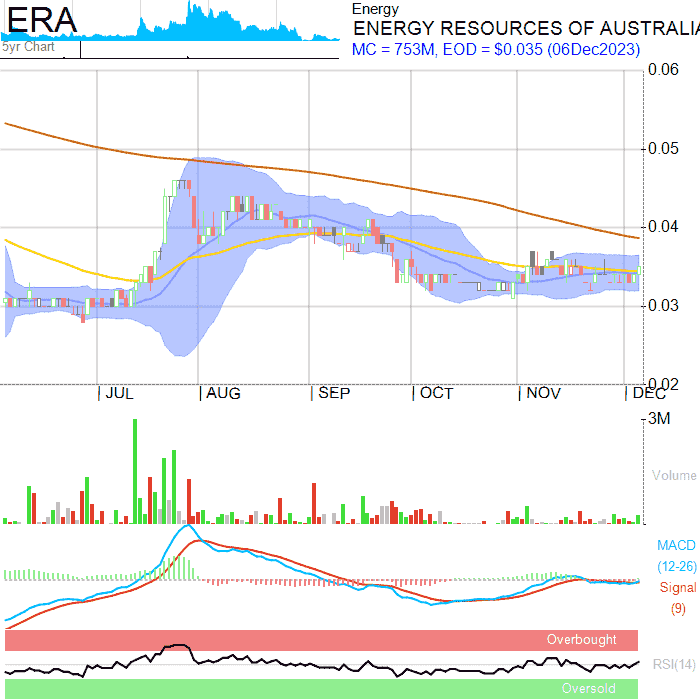 ERA
5yr Chart
Energy
ENERGY RESOURCES OF AUSTRALIA
MC = 753M, EOD = $0.035 (06Dec2023)
0.06
0.05
0.04
0.03
0.02
JUL
AUG
SEP
OCT
NOV
DEC
3M
Volume
MACD
(12-26)
Signal
(9)
Overbought
RSI(14)
Oversold